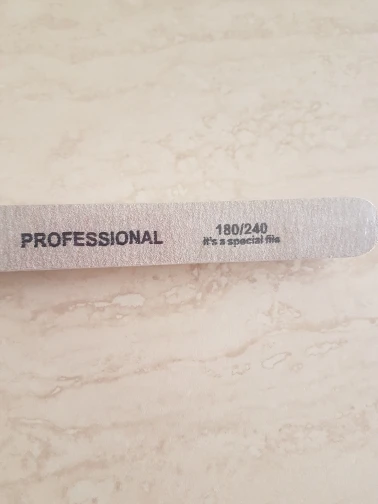 PROFESSIONAL
180/240
it's a special file